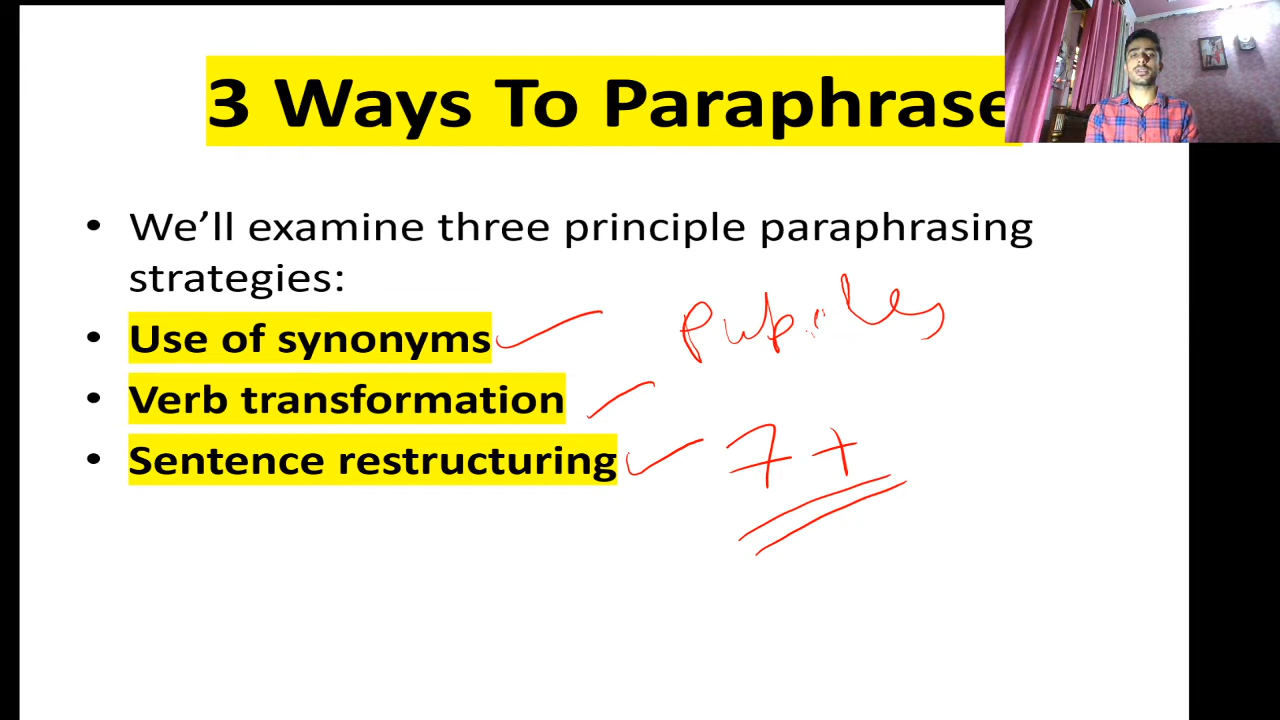 3 Ways To Paraphrase
• We’ll examine three principle paraphrasing
strategies:
• Use of synonyms
pupiles
• Verb transformation
• Sentence restructuring
7+